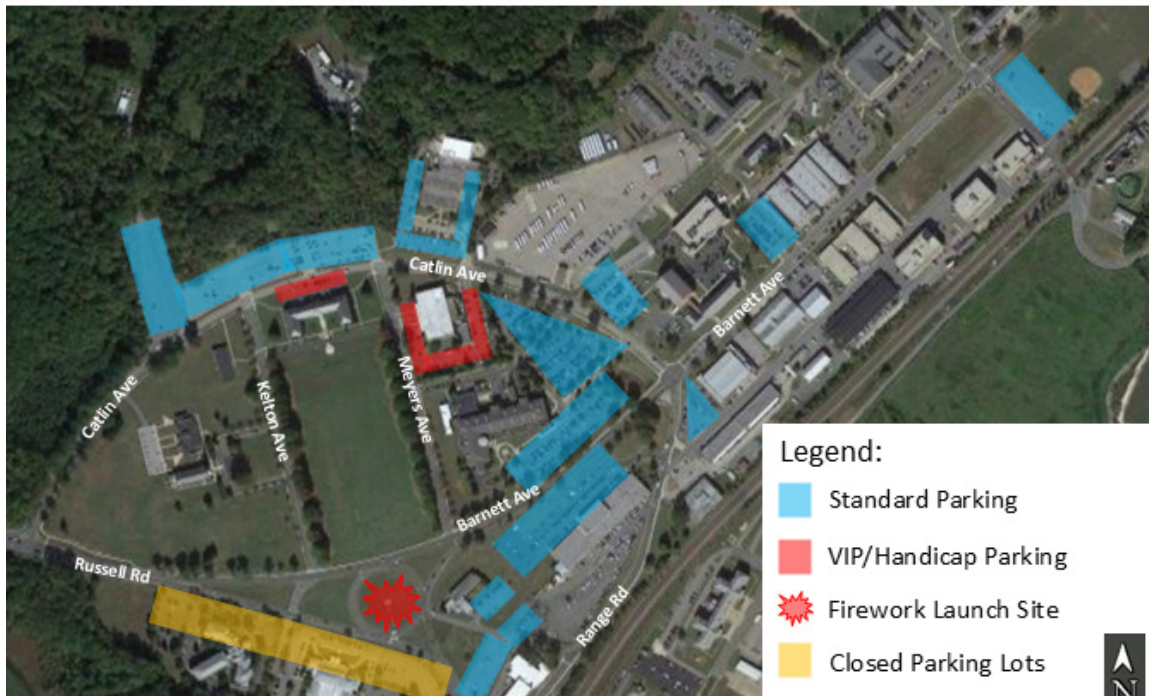 Catlin Ave
Barnett Ave
Meyers Ave
Kelton Ave
Catlin Ave
Barnett Ave
Russell Rd
Range Rd
Legend:
Standard Parking
VIP/Handicap Parking
Firework Launch Site
Closed Parking Lots
N